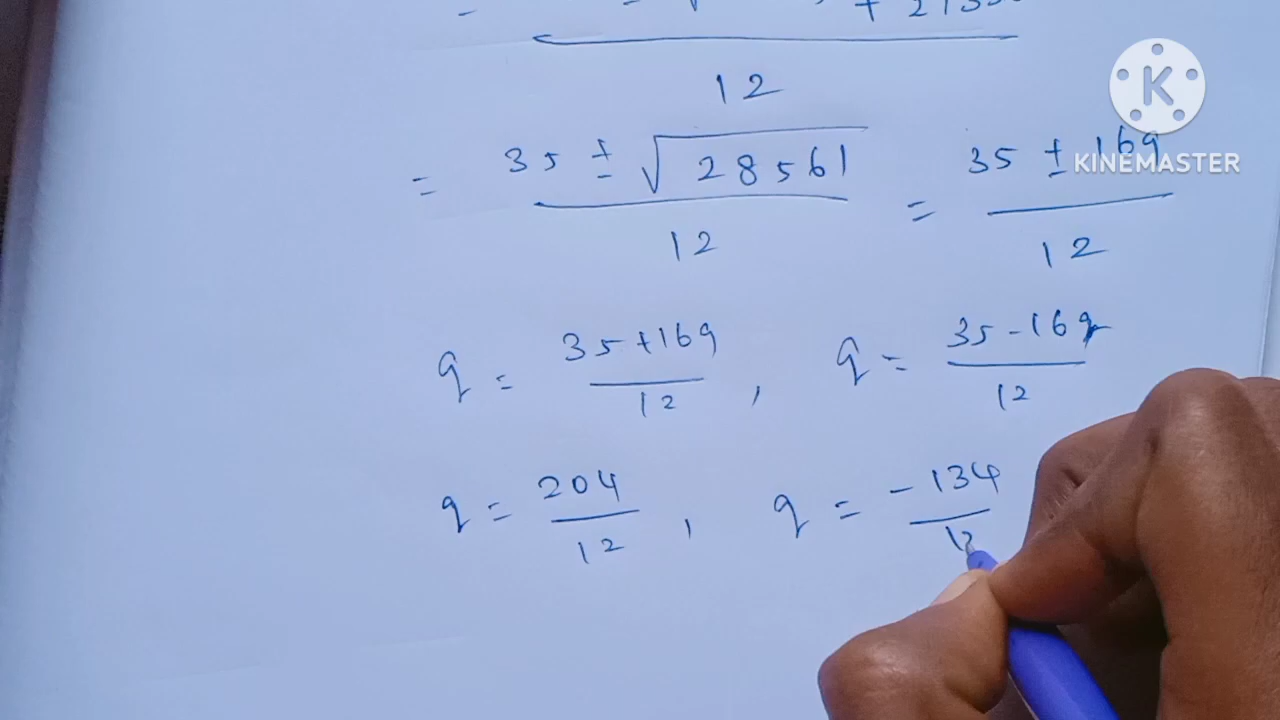 =
12
= 35 ± √28561 / 12 = 35 ± 169 / 12
q = 35+169 / 12 , q = 35-169 / 12
q = 204 / 12 , q = -134 / 12
K
KINEMASTER